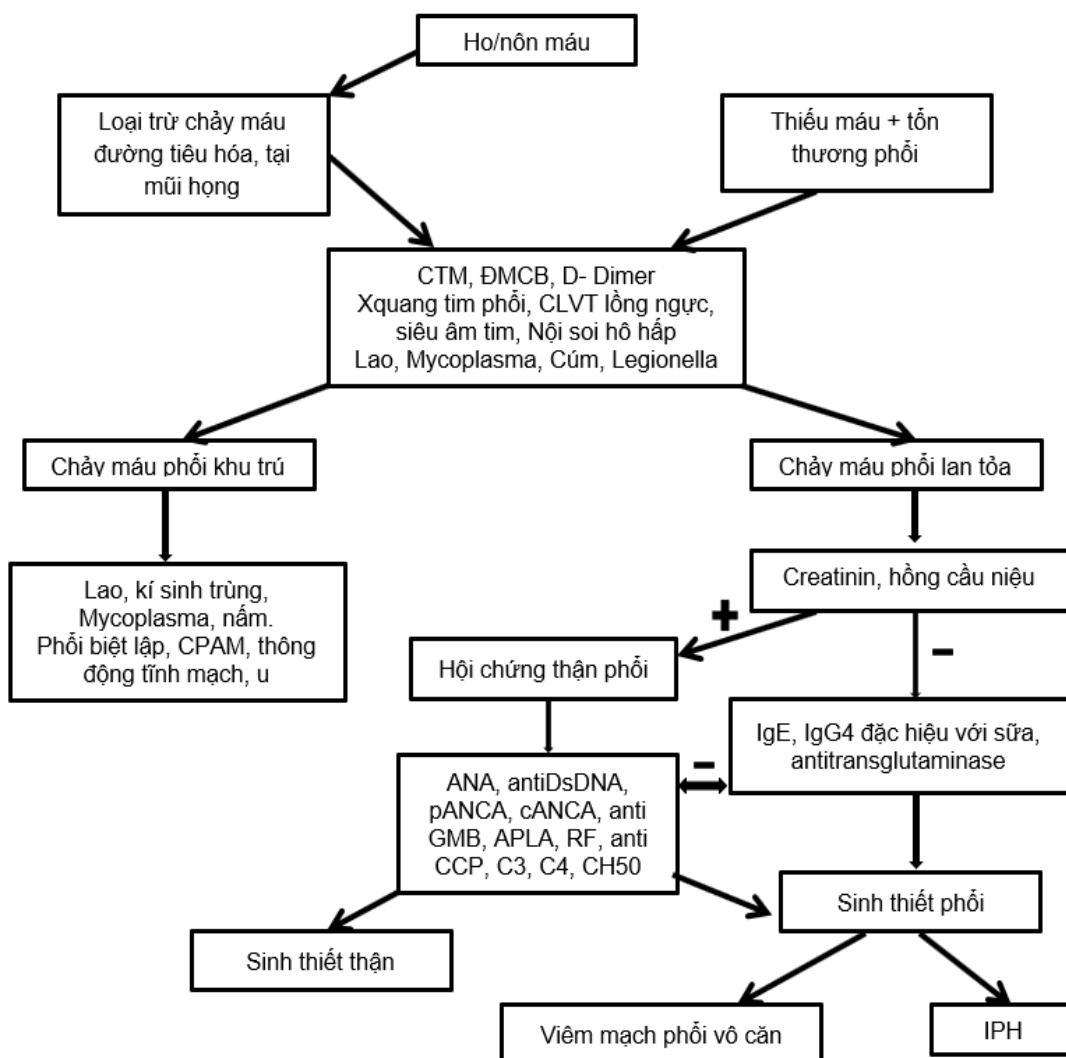 Ho/nôn máu
Loại trừ chảy máu
đường tiêu hóa, tại
mũi họng
Thiếu máu + tổn
thương phổi
CTM, ĐMCB, D- Dimer
Xquang tim phổi, CLVT lồng ngực,
siêu âm tim, Nội soi hô hấp
Lao, Mycoplasma, Cúm, Legionella
Chảy máu phổi khu trú
Chảy máu phổi lan tỏa
Lao, kí sinh trùng,
Mycoplasma, nấm.
Phổi biệt lập, CPAM, thông
động tĩnh mạch, u
Creatinin, hồng cầu niệu
+
-
Hội chứng thận phổi
IgE, IgG4 đặc hiệu với sữa,
antitransglutaminase
-
ANA, antiDsDNA,
pANCA, cANCA, anti
GMB, APLA, RF, anti
CCP, C3, C4, CH50
Sinh thiết phổi
Sinh thiết thận
Viêm mạch phổi vô căn
IPH